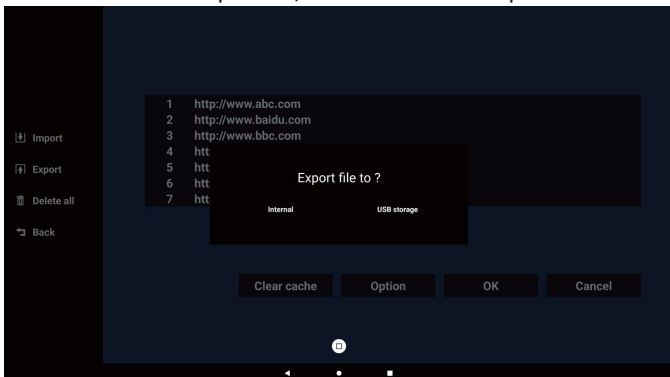 Import
Export
Delete all
Back
1 http://www.abc.com
2 http://www.baidu.com
3 http://www.bbc.com
4 htt
5 htt
6 htt
7 htt
Export file to ?
Internal USB storage
Clear cache Option OK Cancel